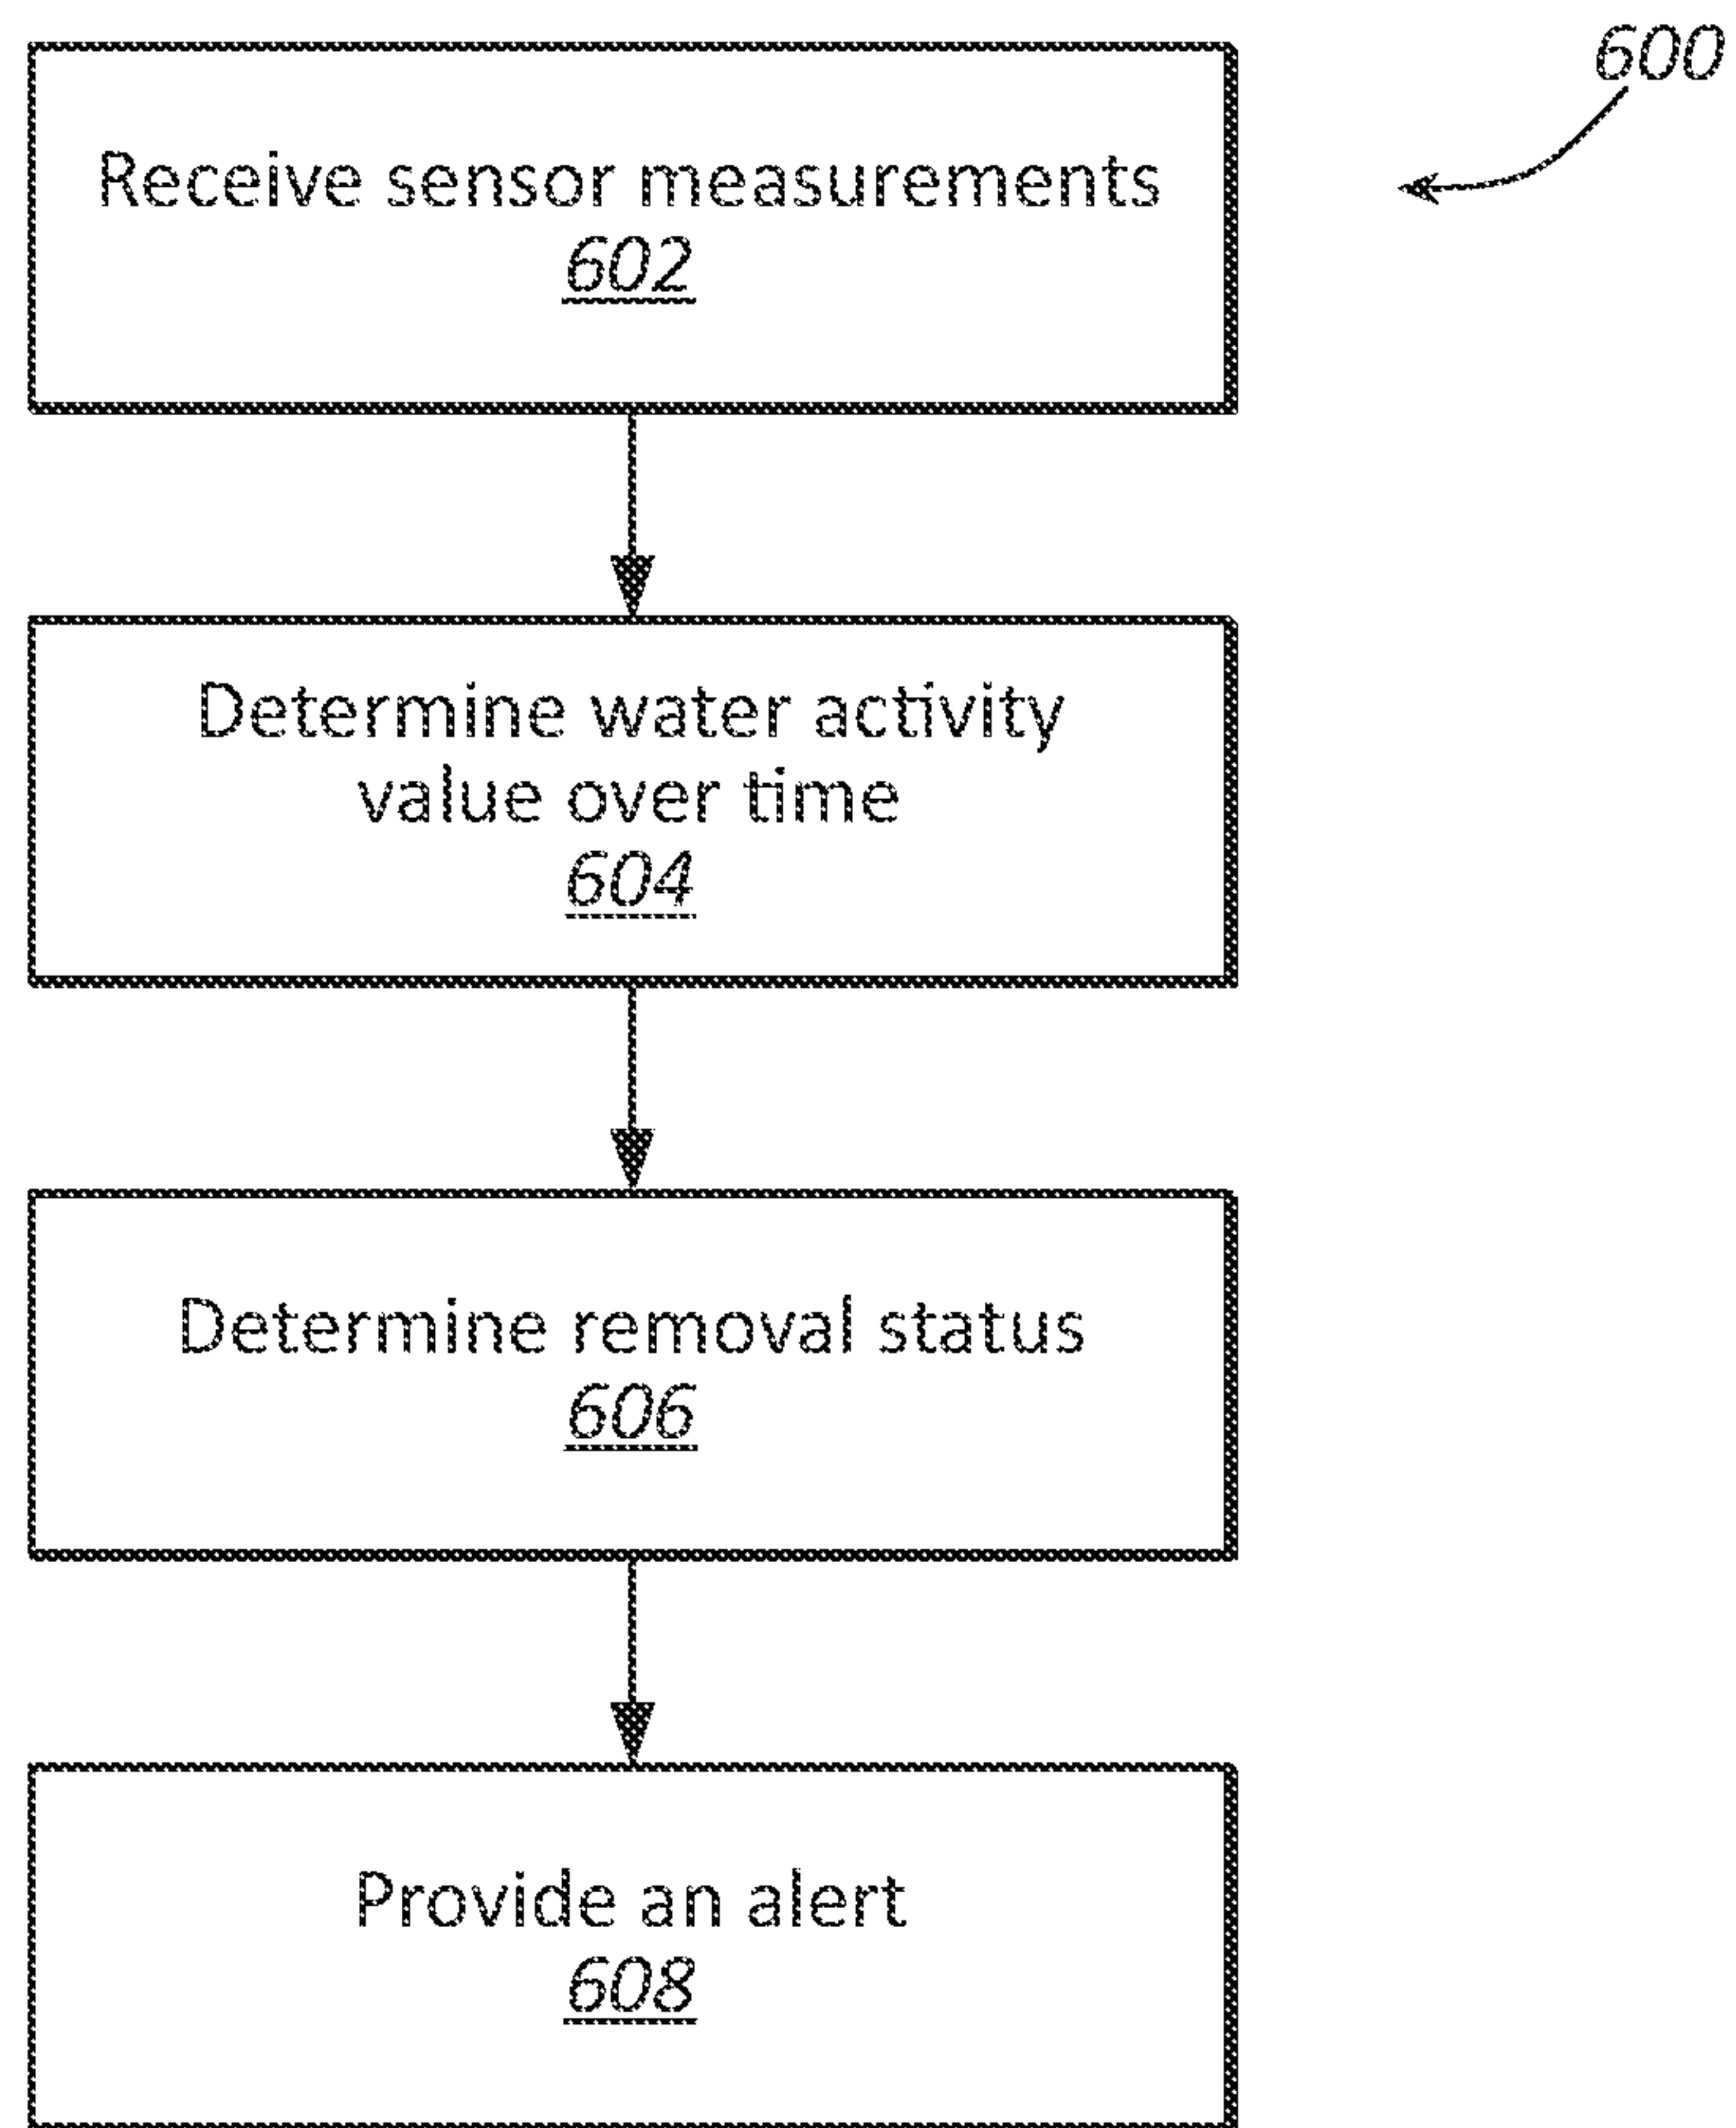 600
Receive sensor measurements
602
Determine water activity
value over time
604
Determine removal status
606
Provide an alert
608